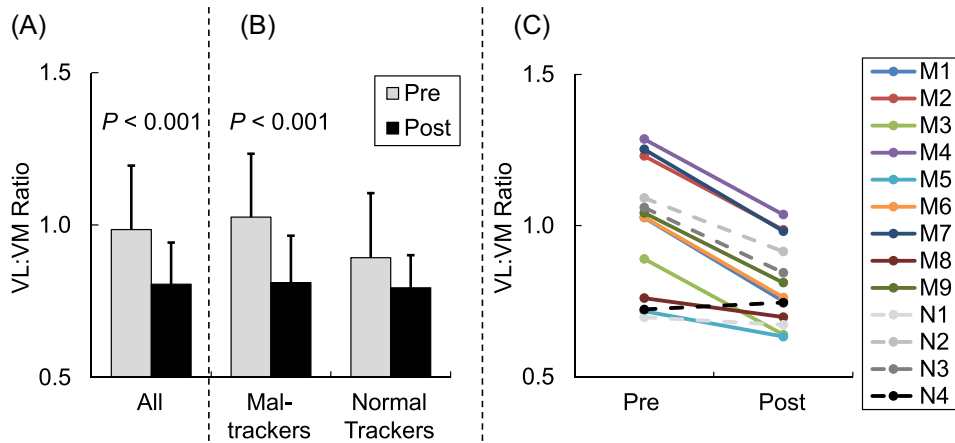 (A)
VL:VM Ratio
1.5
1.0
0.5
P < 0.001
All
(B)
P < 0.001
Pre
Post
Mal-
trackers
Normal
Trackers
(C)
VL:VM Ratio
1.5
1.0
0.5
Pre
Post
M1
M2
M3
M4
M5
M6
M7
M8
M9
N1
N2
N3
N4